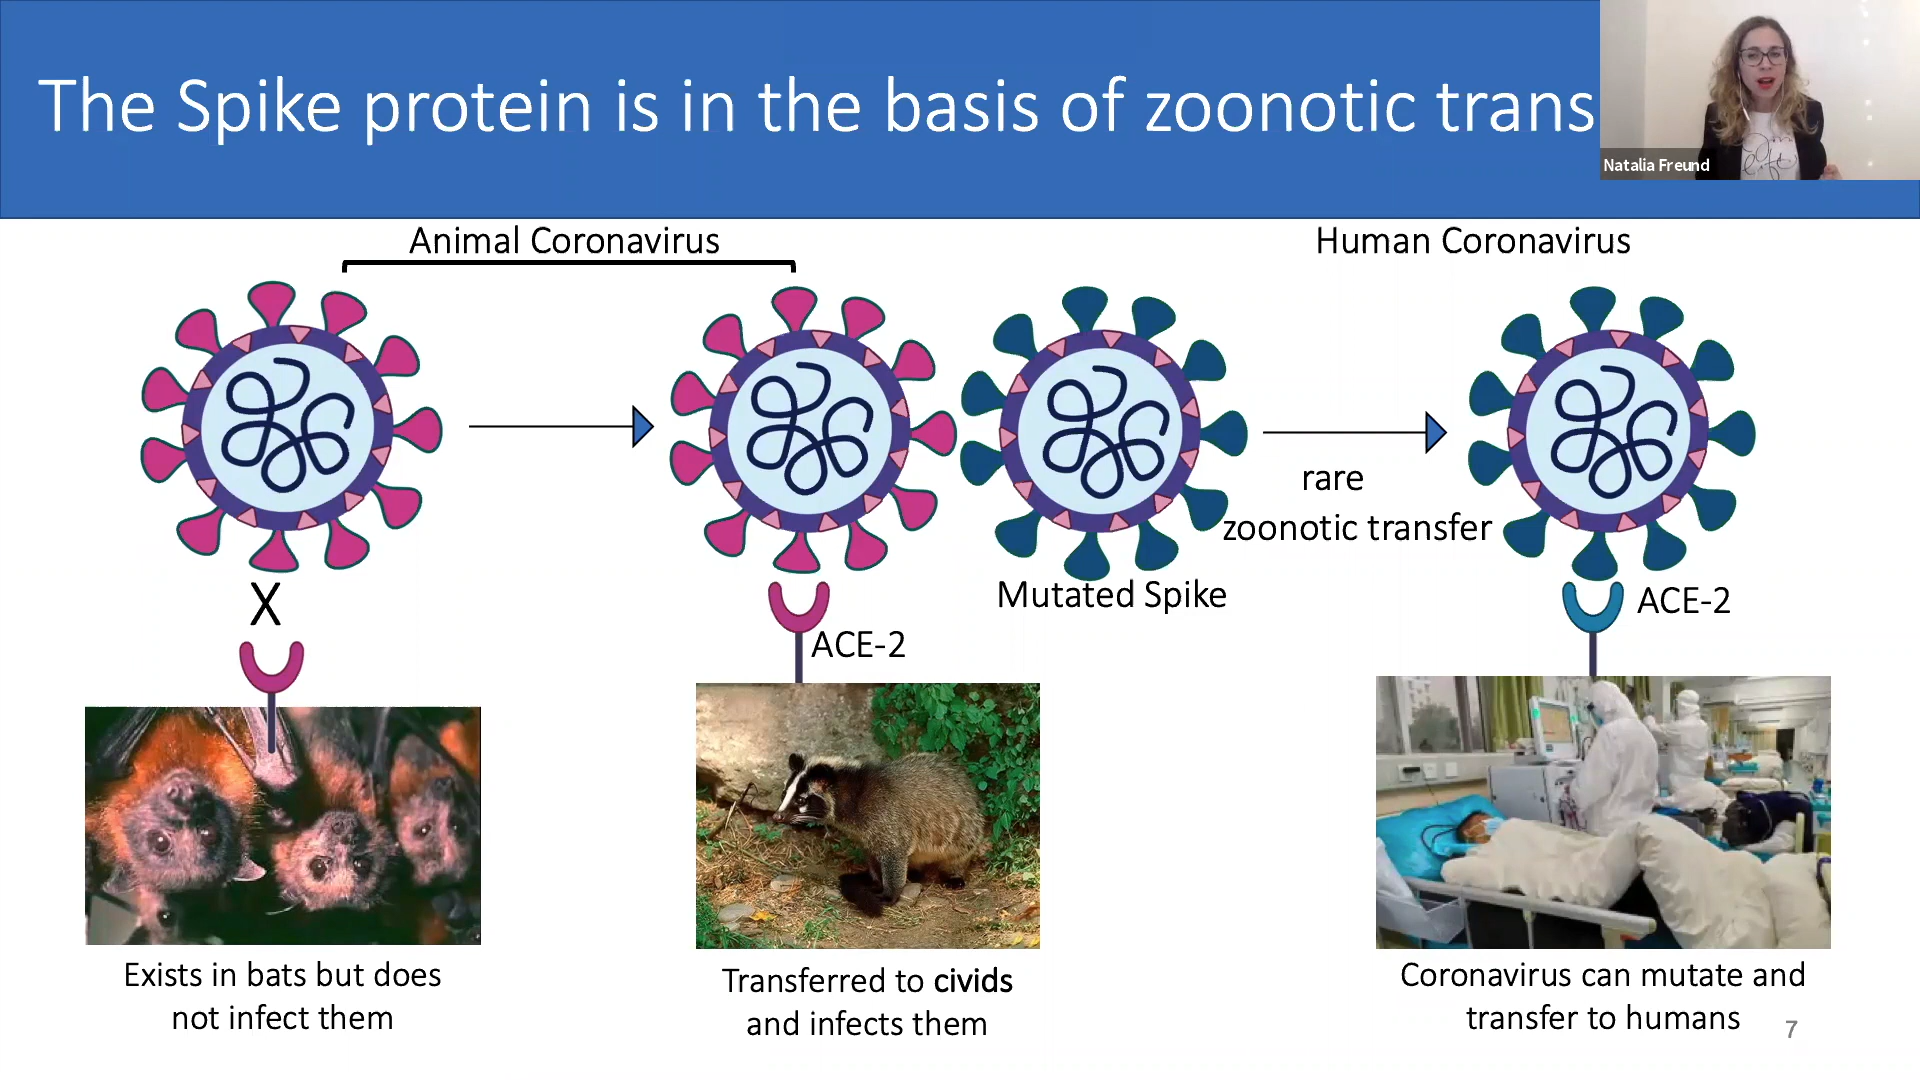 The Spike protein is in the basis of zoonotic trans
Natalia Freund
Animal Coronavirus
Human Coronavirus
rare
zoonotic transfer
X
Mutated Spike
ACE-2
ACE-2
Exists in bats but does
not infect them
Transferred to civids
and infects them
Coronavirus can mutate and
transfer to humans
7